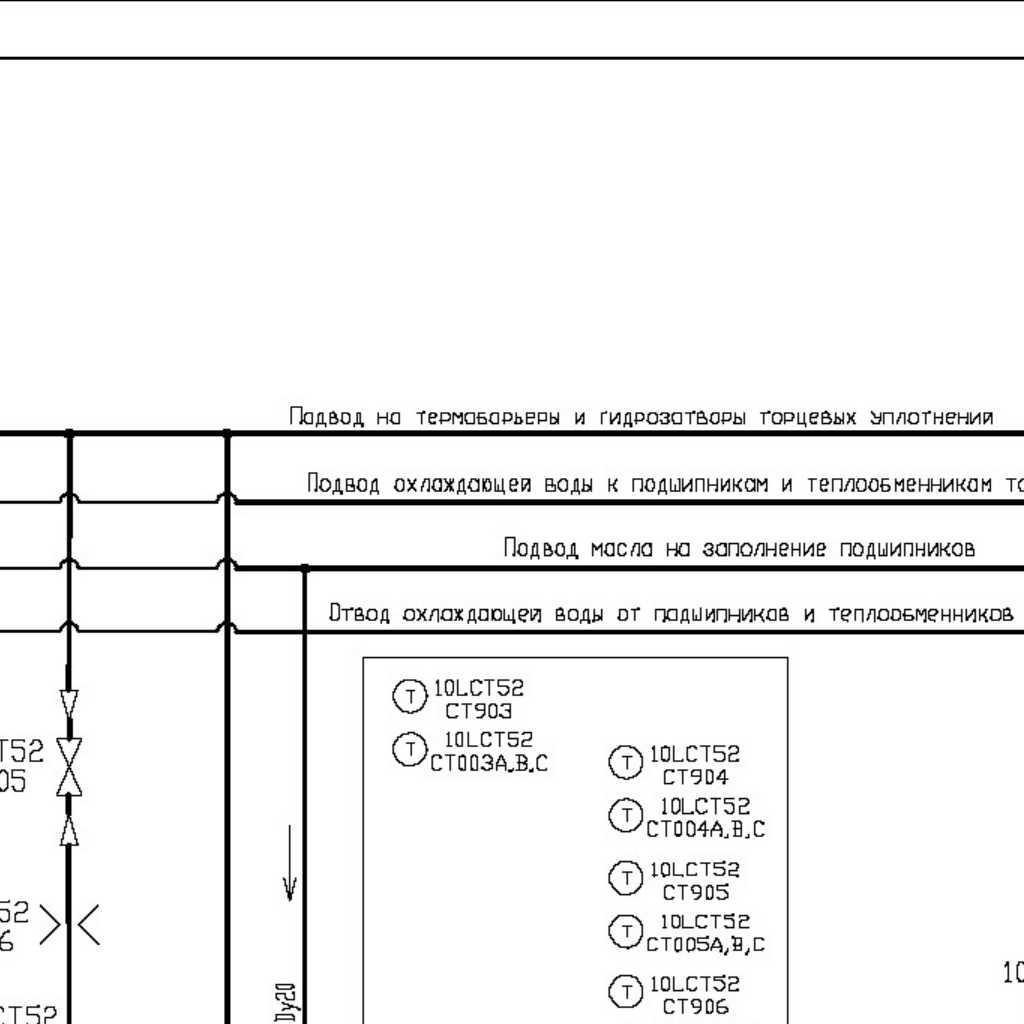 Подвод на термобарьеры и гидрозатворы торцевых уплотнений
Подвод охлаждающей воды к подшипникам и теплообменникам
Подвод масла на заполнение подшипников
Отвод охлаждающей воды от подшипников и теплообменников
T 10LCT52
CT903
T 10LCT52
CT003A,B,C
T 10LCT52
CT904
T 10LCT52
CT004A,B,C
T 10LCT52
CT905
T 10LCT52
CT005A,B,C
T 10LCT52
CT906
Dy20
T52
05
52
6
CT52
10